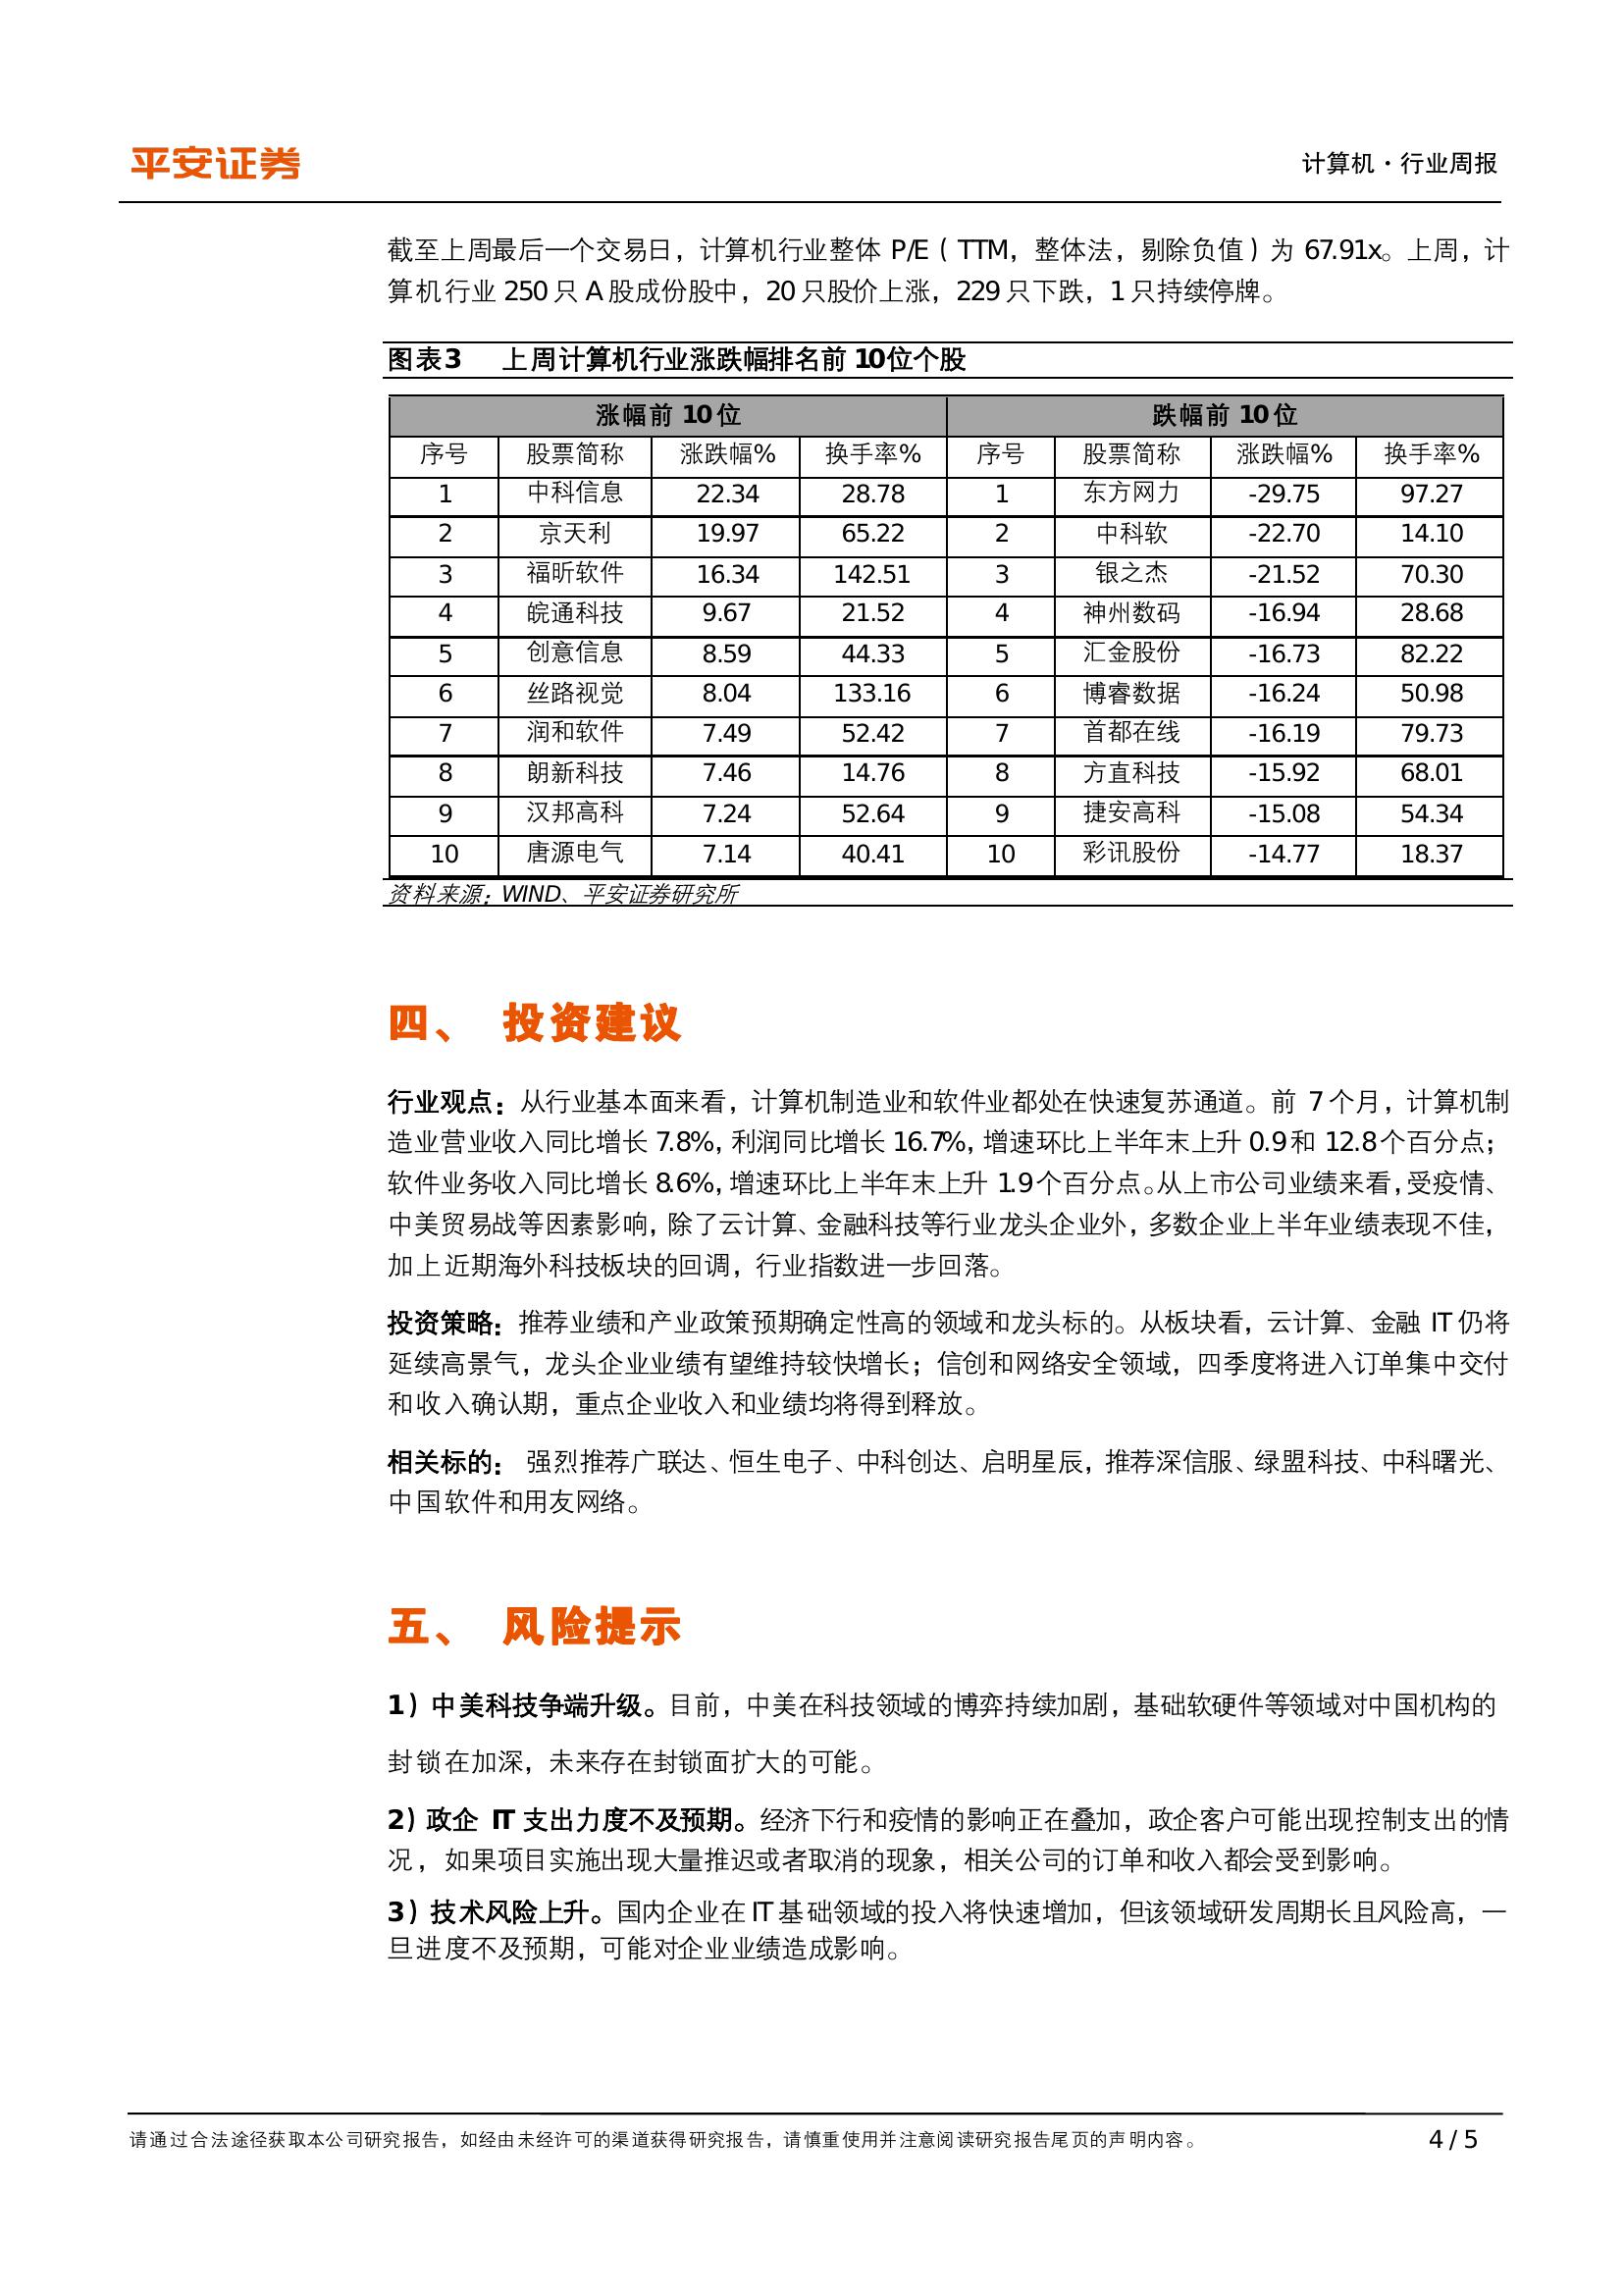 平安证券
计算机·行业周报
截至上周最后一个交易日，计算机行业整体 P/E（TTM，整体法，剔除负值）为 67.91x。上周，计
算机行业 250 只 A 股成份股中，20 只股价上涨，229 只下跌，1 只持续停牌。
图表3 上周计算机行业涨跌幅排名前 10位个股
涨幅前 10 位 跌幅前 10 位
序号 股票简称 涨跌幅% 换手率% 序号 股票简称 涨跌幅% 换手率%
1 中科信息 22.34 28.78 1 东方网力 -29.75 97.27
2 京天利 19.97 65.22 2 中科软 -22.70 14.10
3 福昕软件 16.34 142.51 3 银之杰 -21.52 70.30
4 皖通科技 9.67 21.52 4 神州数码 -16.94 28.68
5 创意信息 8.59 44.33 5 汇金股份 -16.73 82.22
6 丝路视觉 8.04 133.16 6 博睿数据 -16.24 50.98
7 润和软件 7.49 52.42 7 首都在线 -16.19 79.73
8 朗新科技 7.46 14.76 8 方直科技 -15.92 68.01
9 汉邦高科 7.24 52.64 9 捷安高科 -15.08 54.34
10 唐源电气 7.14 40.41 10 彩讯股份 -14.77 18.37
资料来源：WIND、平安证券研究所
四、 投资建议
行业观点：从行业基本面来看，计算机制造业和软件业都处在快速复苏通道。前 7 个月，计算机制
造业营业收入同比增长 7.8%，利润同比增长 16.7%，增速环比上半年末上升 0.9 和 12.8 个百分点；
软件业务收入同比增长 8.6%，增速环比上半年末上升 1.9 个百分点。从上市公司业绩来看，受疫情、
中美贸易战等因素影响，除了云计算、金融科技等行业龙头企业外，多数企业上半年业绩表现不佳，
加上近期海外科技板块的回调，行业指数进一步回落。
投资策略：推荐业绩和产业政策预期确定性高的领域和龙头标的。从板块看，云计算、金融 IT 仍将
延续高景气，龙头企业业绩有望维持较快增长；信创和网络安全领域，四季度将进入订单集中交付
和收入确认期，重点企业收入和业绩均将得到释放。
相关标的： 强烈推荐广联达、恒生电子、中科创达、启明星辰，推荐深信服、绿盟科技、中科曙光、
中国软件和用友网络。
五、 风险提示
1）中美科技争端升级。目前，中美在科技领域的博弈持续加剧，基础软硬件等领域对中国机构的
封锁在加深，未来存在封锁面扩大的可能。
2）政企 IT 支出力度不及预期。经济下行和疫情的影响正在叠加，政企客户可能出现控制支出的情
况，如果项目实施出现大量推迟或者取消的现象，相关公司的订单和收入都会受到影响。
3）技术风险上升。国内企业在 IT 基础领域的投入将快速增加，但该领域研发周期长且风险高，一
旦进度不及预期，可能对企业业绩造成影响。
请通过合法途径获取本公司研究报告，如经由未经许可的渠道获得研究报告，请慎重使用并注意阅读研究报告尾页的声明内容。
4 / 5